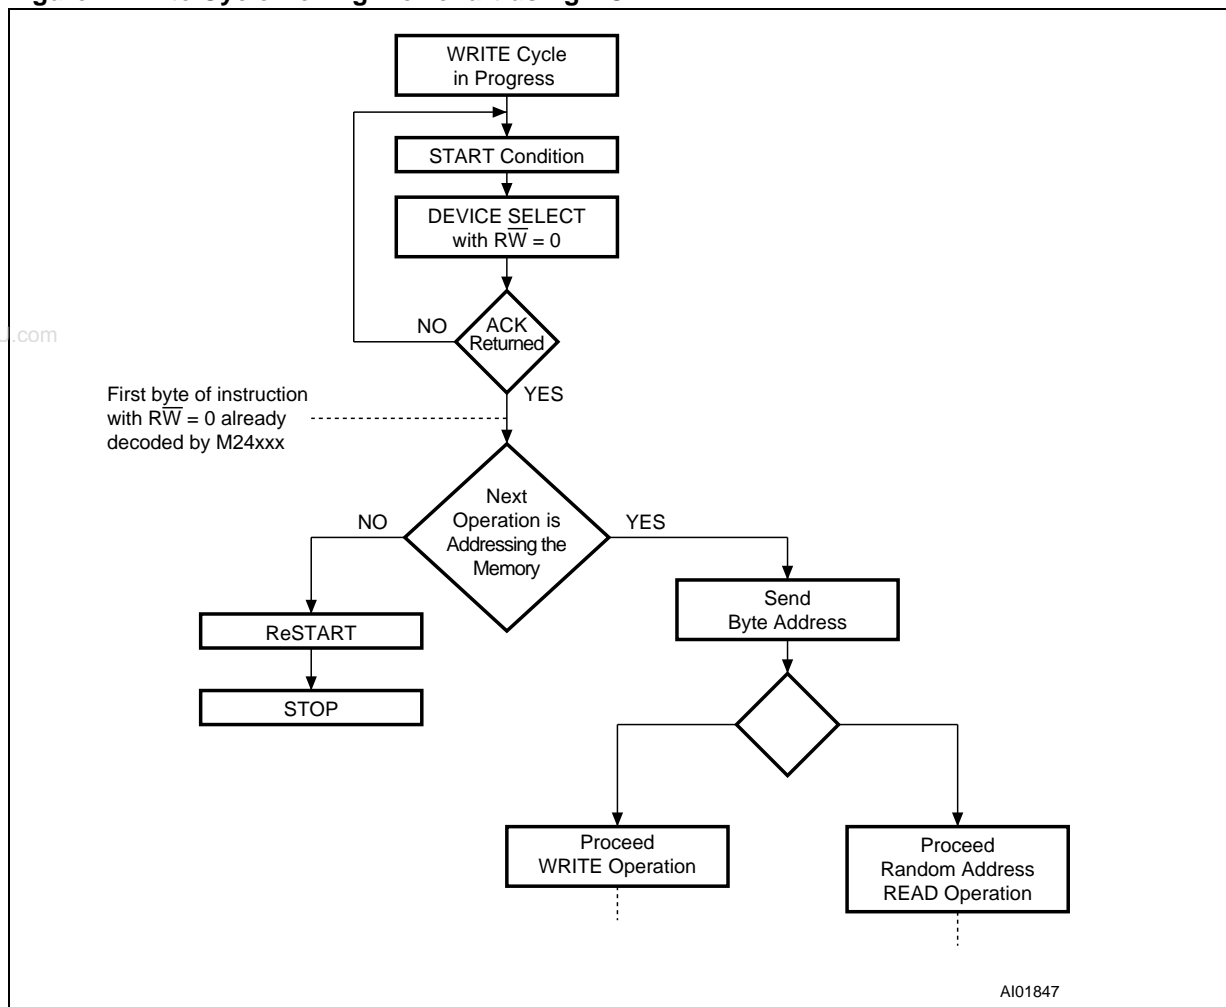 WRITE Cycle
in Progress
START Condition
DEVICE SELECT
with RW̅ = 0
NO
ACK
Returned
YES
First byte of instruction
with RW̅ = 0 already
decoded by M24xxx
Next
Operation is
Addressing the
Memory
NO
YES
Send
Byte Address
ReSTART
STOP
Proceed
WRITE Operation
Proceed
Random Address
READ Operation
AI01847
.com